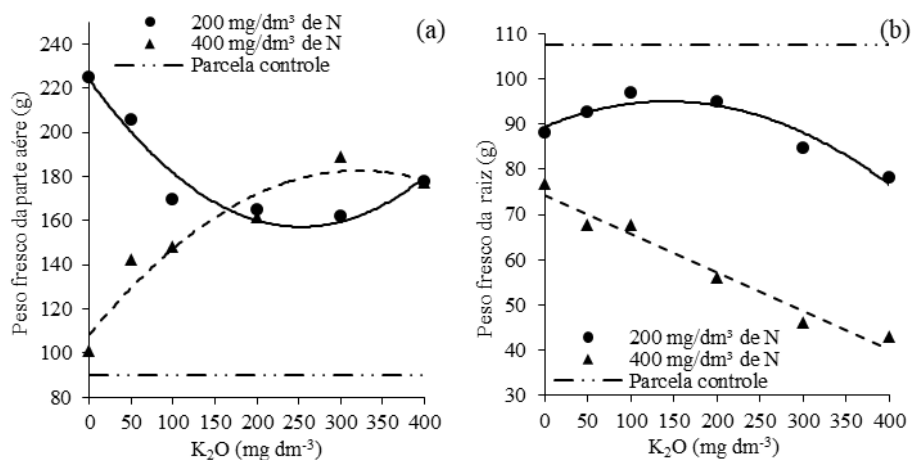 200 mg/dm³ de N
400 mg/dm³ de N
Parcela controle
(a)
Peso fresco da parte aére (g)
240
220
200
180
160
140
120
100
80
0 50 100 150 200 250 300 350 400
K₂O (mg dm⁻³)
(b)
Peso fresco da raiz (g)
110
100
90
80
70
60
50
40
30
200 mg/dm³ de N
400 mg/dm³ de N
Parcela controle
0 50 100 150 200 250 300 350 400
K₂O (mg dm⁻³)